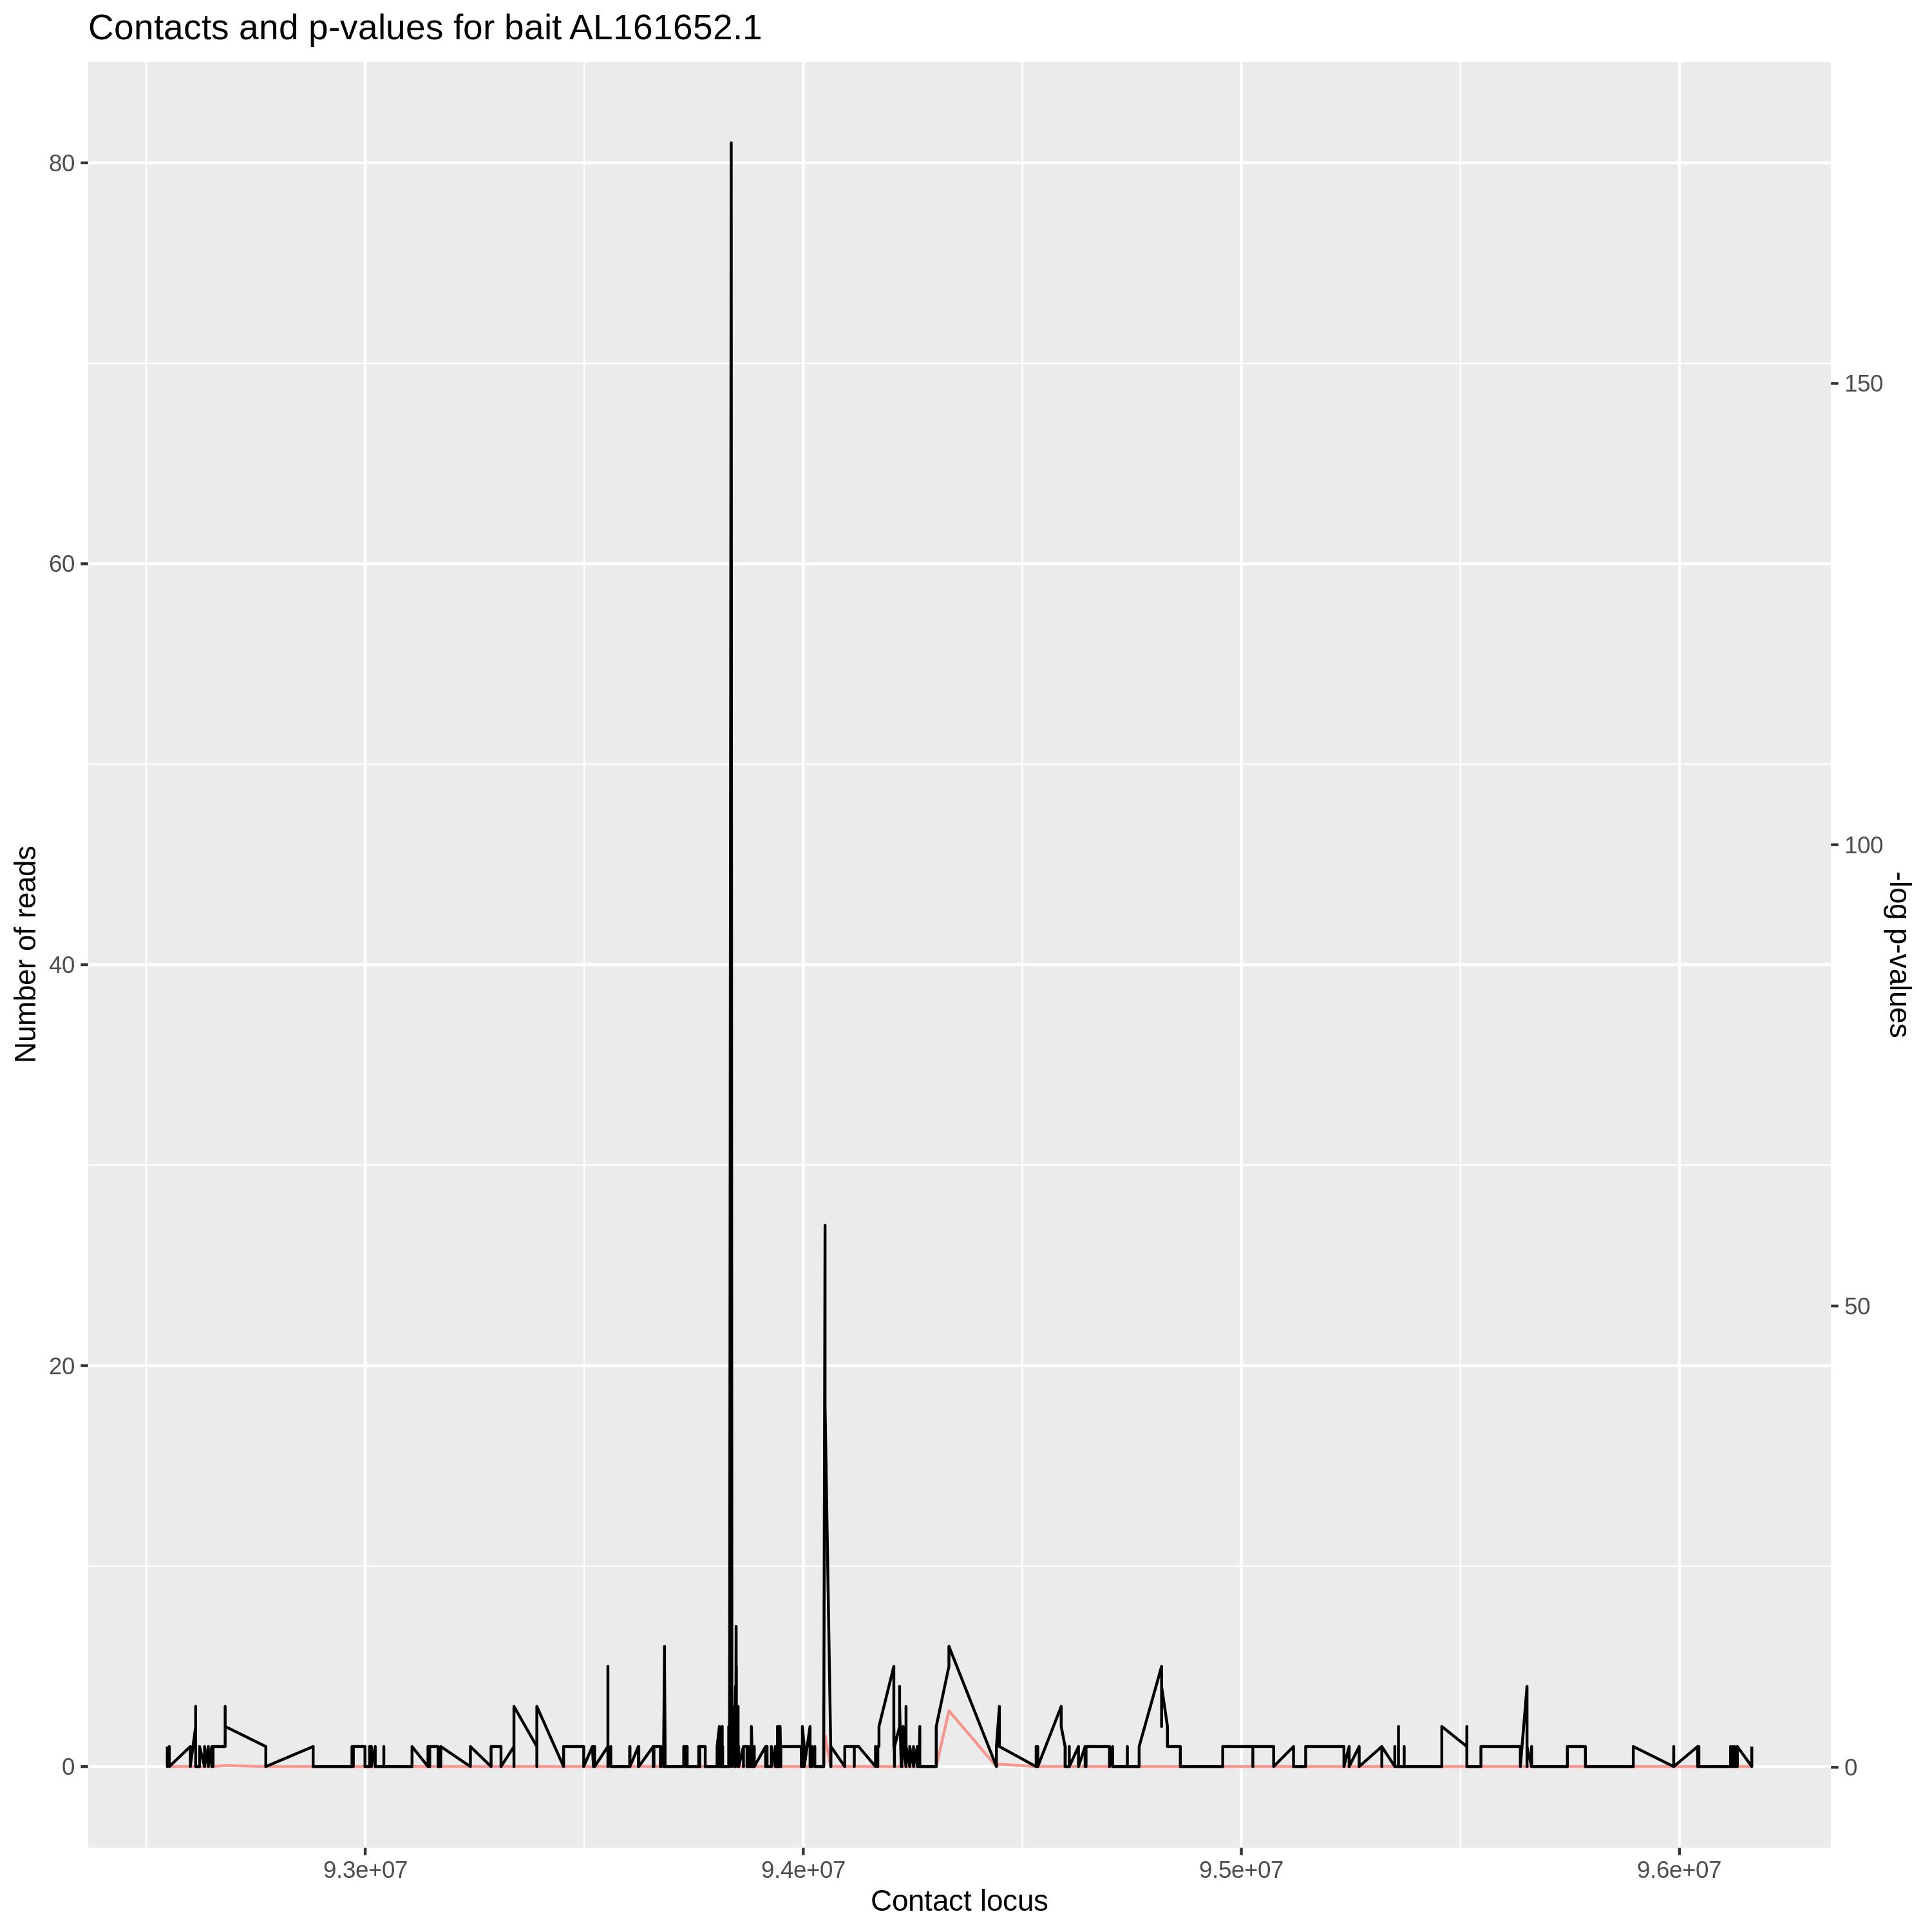 Contacts and p-values for bait AL161652.1
80
60
40
20
0
Number of reads
150
100
50
0
-log p-values
9.3e+07
9.4e+07
9.5e+07
9.6e+07
Contact locus